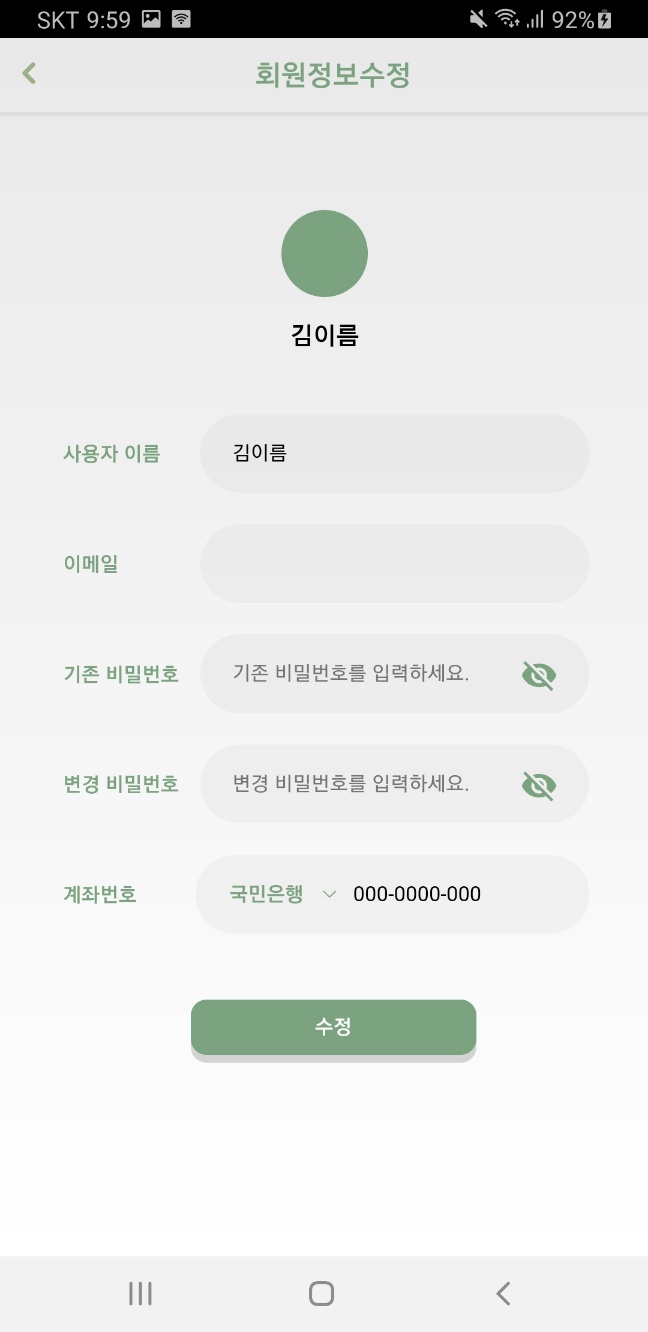 SKT 9:59 92%
회원정보수정
김이름
사용자 이름 김이름
이메일
기존 비밀번호 기존 비밀번호를 입력하세요.
변경 비밀번호 변경 비밀번호를 입력하세요.
계좌번호 국민은행 000-0000-000
수정